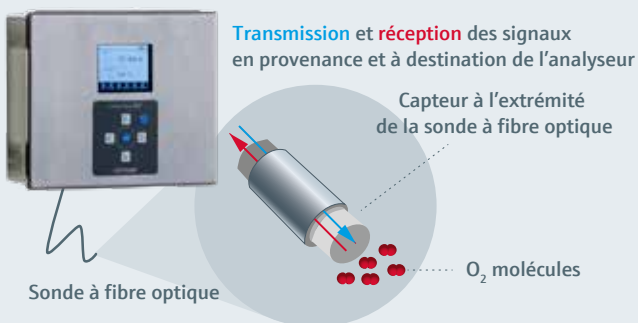 Transmission et réception des signaux
en provenance et à destination de l'analyseur
Capteur à l'extrémité
de la sonde à fibre optique
O₂ molécules
Sonde à fibre optique